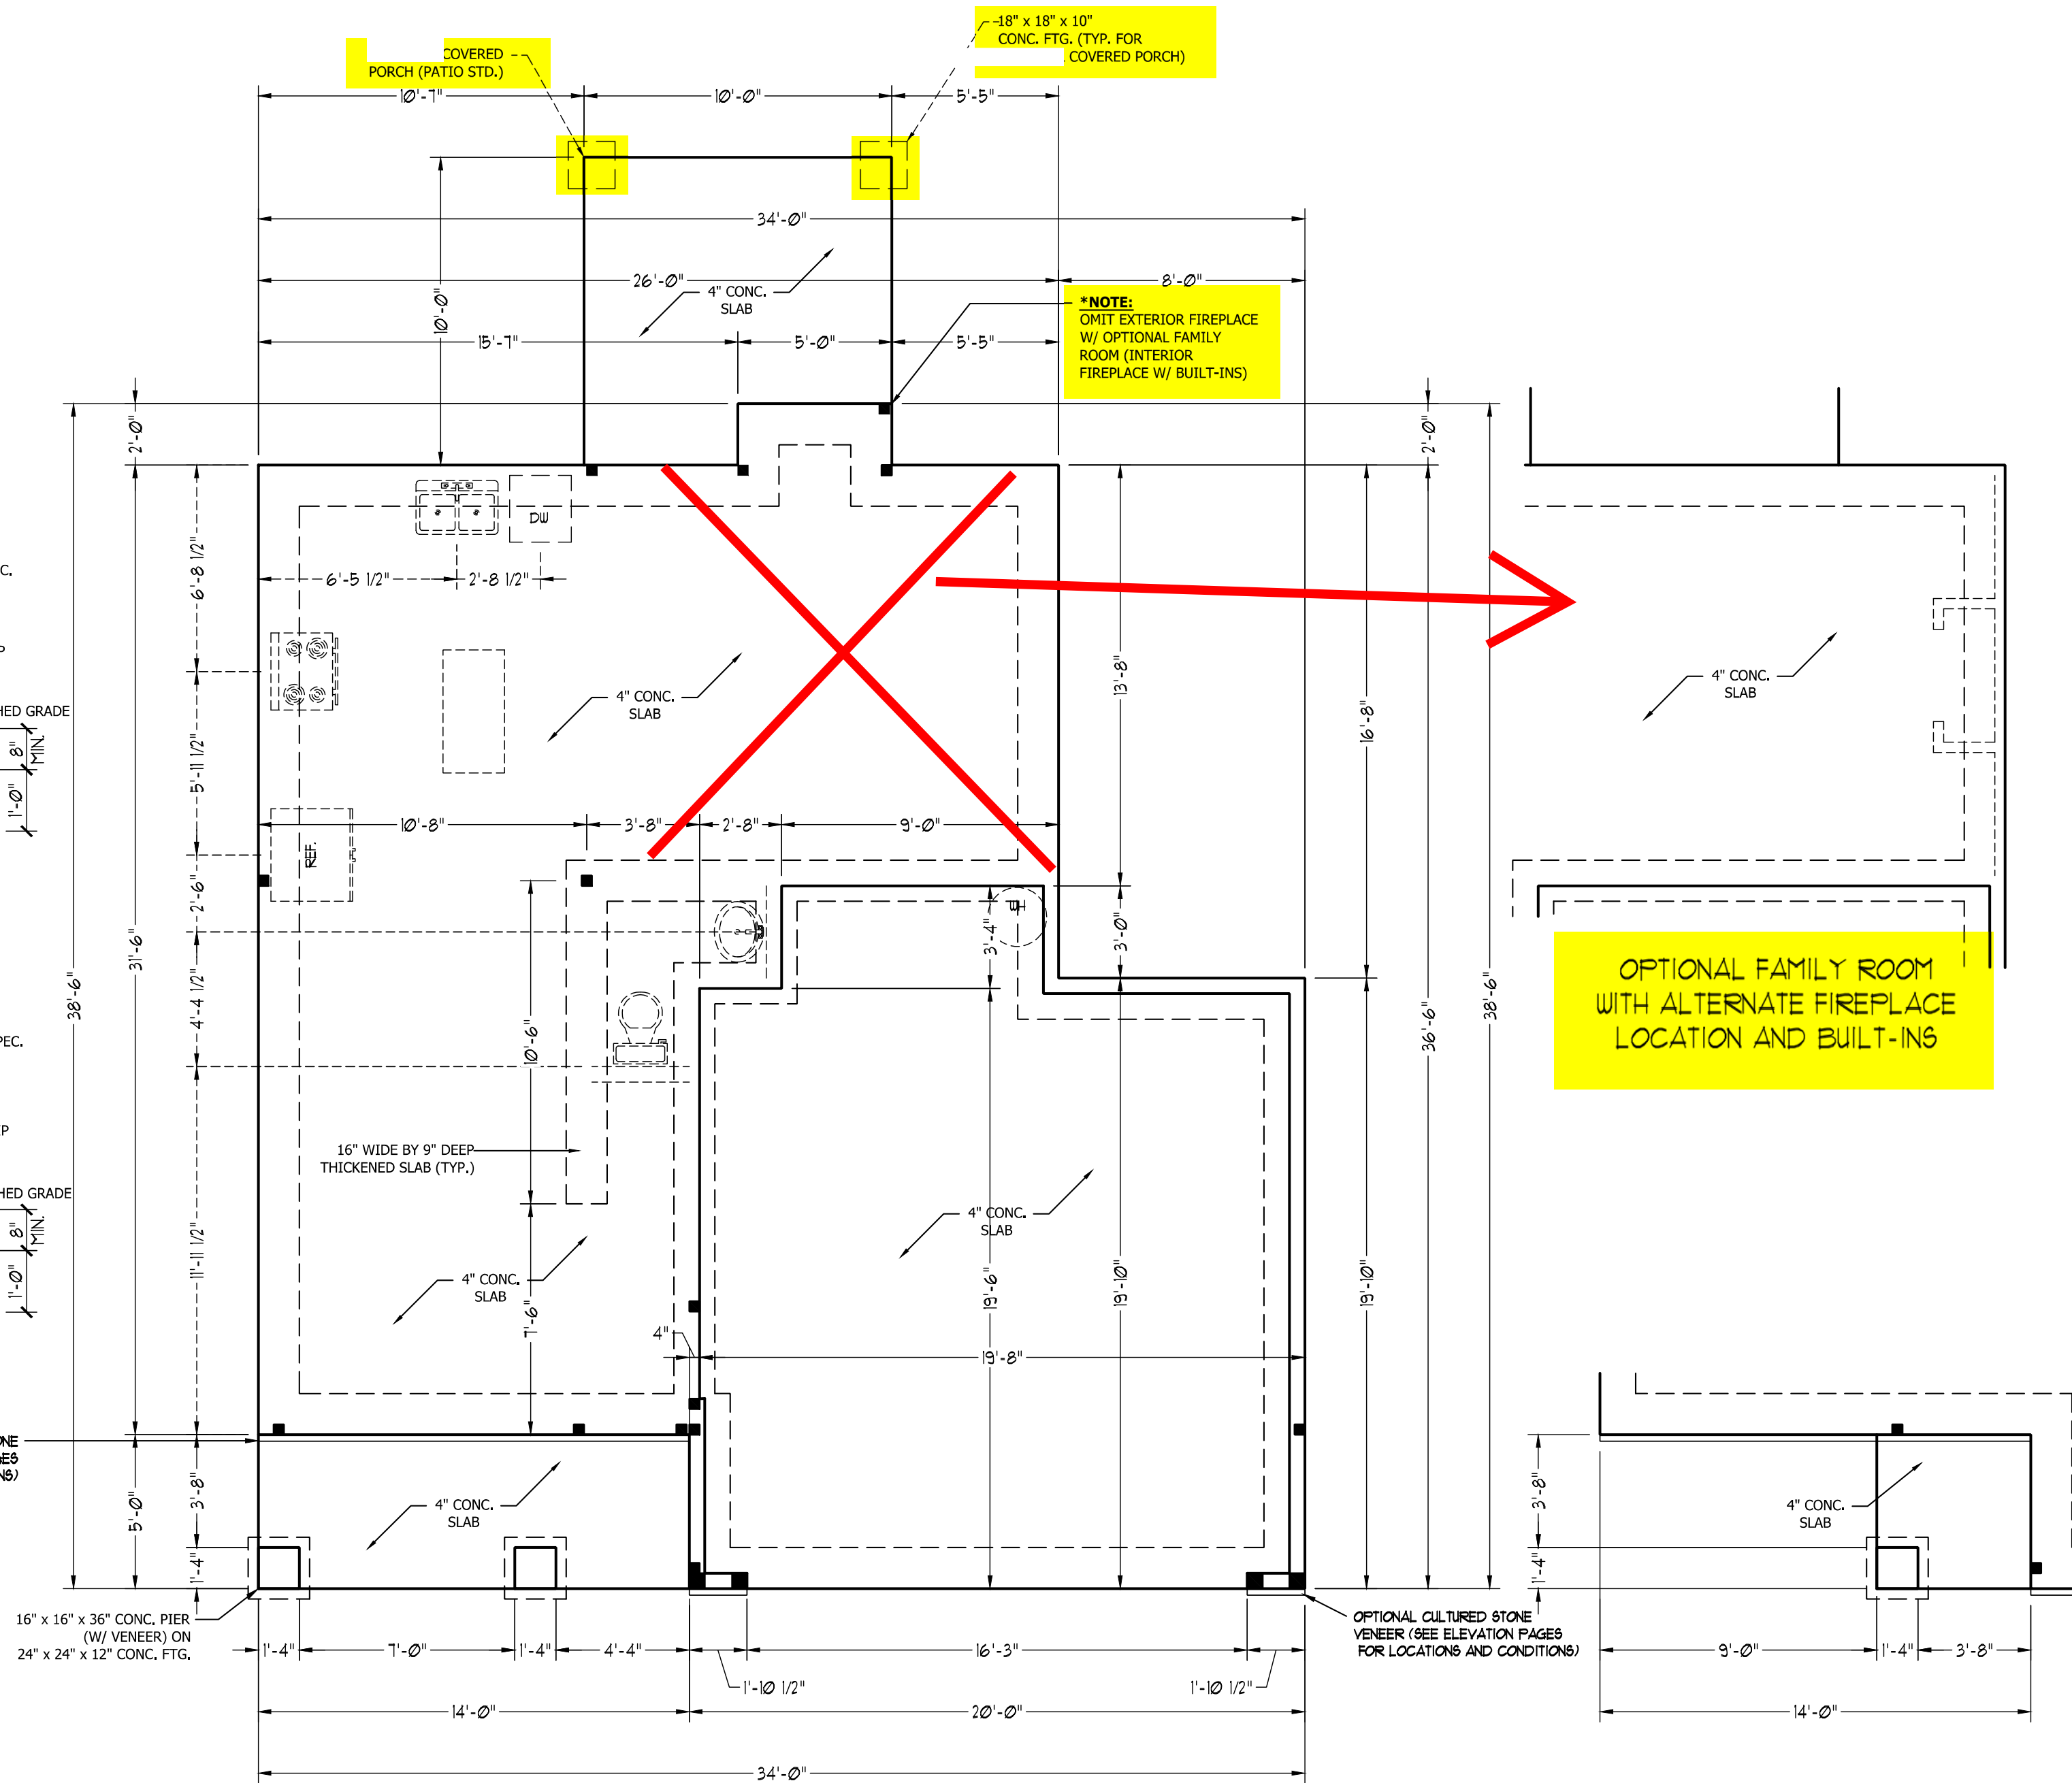 COVERED
PORCH (PATIO STD.)
18" x 18" x 10"
CONC. FTG. (TYP. FOR
COVERED PORCH)
10'-7"
10'-0"
5'-5"
34'-0"
10'-0"
26'-0"
8'-0"
4" CONC.
SLAB
*NOTE:
OMIT EXTERIOR FIREPLACE
W/ OPTIONAL FAMILY
ROOM (INTERIOR
FIREPLACE W/ BUILT-INS)
15'-7"
5'-0"
5'-5"
2'-0"
2'-0"
DW
6'-8 1/2"
6'-5 1/2"
2'-8 1/2"
C.
P
13'-8"
16'-8"
4" CONC.
SLAB
4" CONC.
SLAB
HED GRADE
8"
MIN.
1'-0"
5'-11 1/2"
10'-8"
3'-8"
2'-8"
9'-0"
REF.
2'-6"
WH
3'-4"
3'-0"
31'-6"
38'-6"
4'-4 1/2"
10'-6"
36'-6"
38'-6"
OPTIONAL FAMILY ROOM
WITH ALTERNATE FIREPLACE
LOCATION AND BUILT-INS
PEC.
P
16" WIDE BY 9" DEEP
THICKENED SLAB (TYP.)
HED GRADE
8"
MIN.
1'-0"
11'-11 1/2"
4" CONC.
SLAB
4" CONC.
SLAB
7'-6"
19'-6"
19'-10"
19'-10"
4"
19'-8"
NE
ES
NS)
5'-0"
3'-8"
1'-4"
4" CONC.
SLAB
3'-8"
1'-4"
4" CONC.
SLAB
16" x 16" x 36" CONC. PIER
(W/ VENEER) ON
24" x 24" x 12" CONC. FTG.
1'-4"
7'-0"
1'-4"
4'-4"
16'-3"
1'-10 1/2"
1'-10 1/2"
OPTIONAL CULTURED STONE
VENEER (SEE ELEVATION PAGES
FOR LOCATIONS AND CONDITIONS)
9'-0"
1'-4"
3'-8"
14'-0"
20'-0"
14'-0"
34'-0"